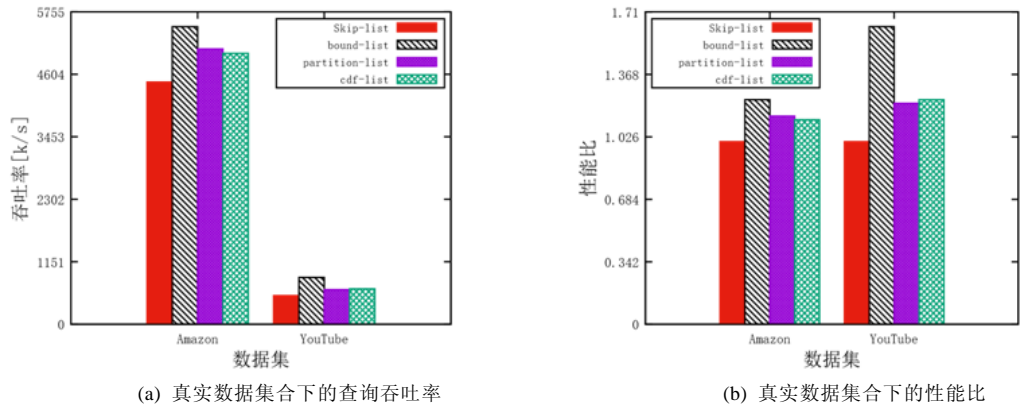 5755
4604
3453
2302
1151
0
吞吐率[k/s]
Skip-list
bound-list
partition-list
cdf-list
Amazon
YouTube
数据集
(a) 真实数据集合下的查询吞吐率
1.71
1.368
1.026
0.684
0.342
0
性能比
Skip-list
bound-list
partition-list
cdf-list
Amazon
YouTube
数据集
(b) 真实数据集合下的性能比